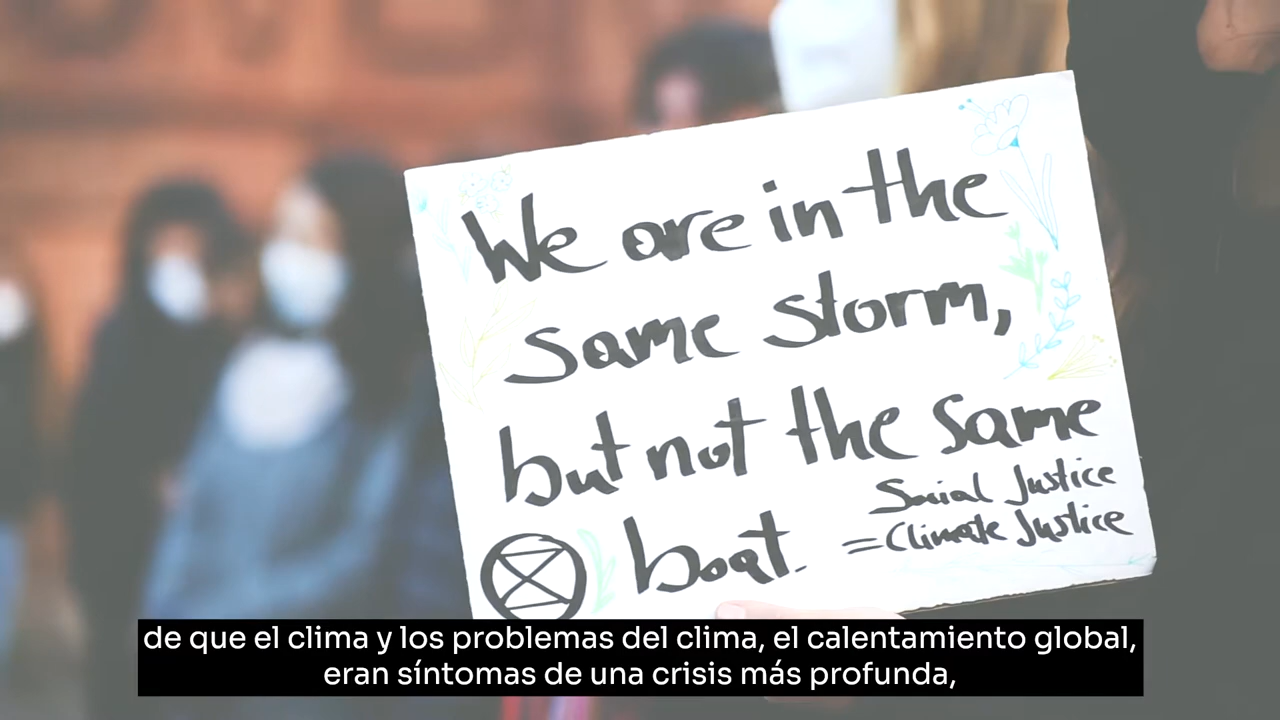 We are in the
same storm,
but not the same
boat.
Social Justice
=Climate Justice
de que el clima y los problemas del clima, el calentamiento global,
eran síntomas de una crisis más profunda,